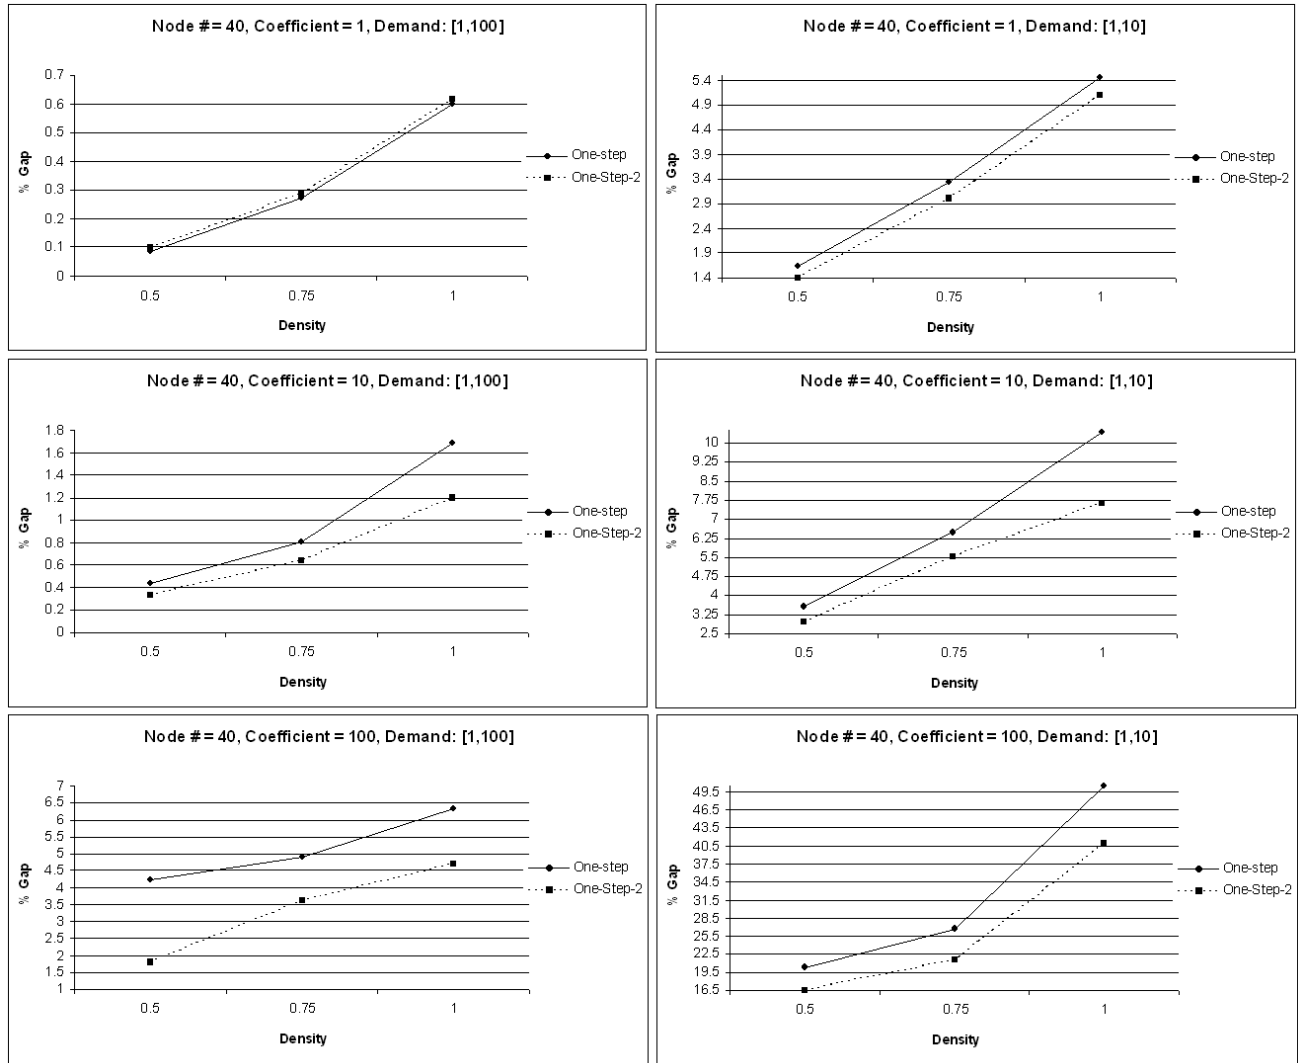 Node # = 40, Coefficient = 1, Demand: [1,100]
0.7
0.6
0.5
0.4
0.3
0.2
0.1
0
% Gap
0.5 0.75 1
Density
One-step
One-Step-2
Node # = 40, Coefficient = 1, Demand: [1,10]
5.4
4.9
4.4
3.9
3.4
2.9
2.4
1.9
1.4
% Gap
0.5 0.75 1
Density
One-step
One-Step-2
Node # = 40, Coefficient = 10, Demand: [1,100]
1.8
1.6
1.4
1.2
1
0.8
0.6
0.4
0.2
0
% Gap
0.5 0.75 1
Density
One-step
One-Step-2
Node # = 40, Coefficient = 10, Demand: [1,10]
10
9.25
8.5
7.75
7
6.25
5.5
4.75
4
3.25
2.5
% Gap
0.5 0.75 1
Density
One-step
One-Step-2
Node # = 40, Coefficient = 100, Demand: [1,100]
7
6.5
6
5.5
5
4.5
4
3.5
3
2.5
2
1.5
1
% Gap
0.5 0.75 1
Density
One-step
One-Step-2
Node # = 40, Coefficient = 100, Demand: [1,10]
49.5
46.5
43.5
40.5
37.5
34.5
31.5
28.5
25.5
22.5
19.5
16.5
% Gap
0.5 0.75 1
Density
One-step
One-Step-2